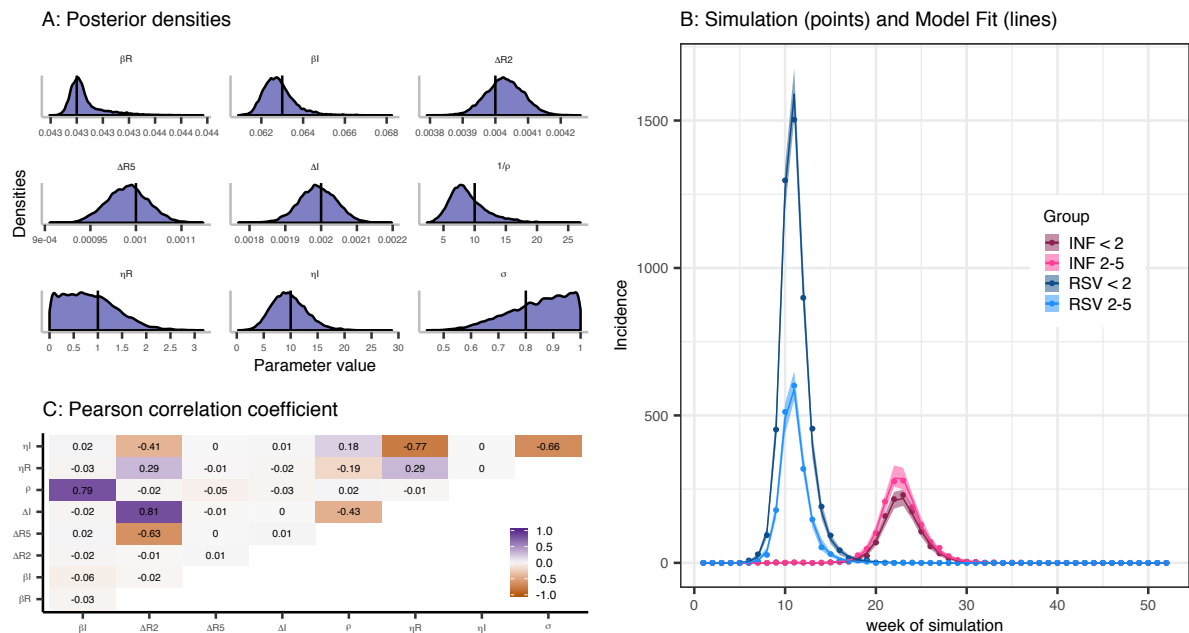 A: Posterior densities
βR
βI
ΔR2
0.043 0.043 0.043 0.043 0.044 0.044 0.044
0.062 0.064 0.066 0.068
0.0038 0.0039 0.004 0.0041 0.0042
ΔR5
ΔI
1/ρ
9e-04 0.00095 0.001 0.0011
0.0018 0.0019 0.002 0.0021 0.0022
5 10 15 20 25
ηR
ηI
σ
0 0.5 1 1.5 2 2.5 3
0 5 10 15 20 25 30
0.5 0.6 0.7 0.8 0.9 1
Densities
Parameter value
C: Pearson correlation coefficient
ηI 0.02 -0.41 0 0.01 0.18 -0.77 0 -0.66
ηR -0.03 0.29 -0.01 -0.02 -0.19 0.29 0
ρ 0.79 -0.02 -0.05 -0.03 0.02 -0.01
ΔI -0.02 0.81 -0.01 0 -0.43
ΔR5 0.02 -0.63 0 0.01
ΔR2 -0.02 -0.01 0.01
βI -0.06 -0.02
βR -0.03
βI ΔR2 ΔR5 ΔI ρ ηR ηI σ
1.0
0.5
0.0
-0.5
-1.0
B: Simulation (points) and Model Fit (lines)
1500
1000
500
0
Incidence
0 10 20 30 40 50
week of simulation
Group
INF < 2
INF 2-5
RSV < 2
RSV 2-5